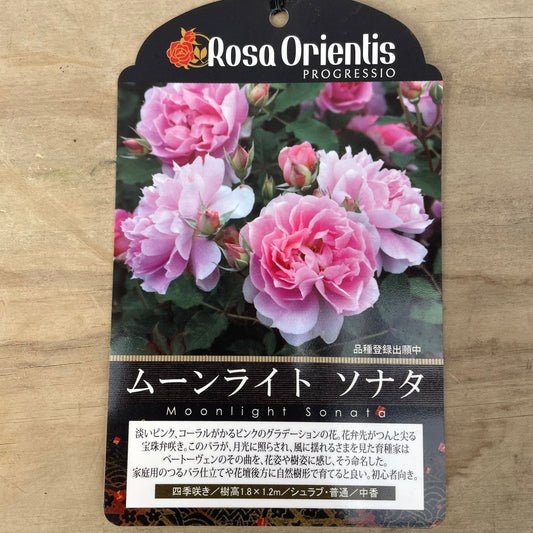 Rosa Orientis
PROGRESSIO
品種登録出願中
ムーンライト ソナタ
Moonlight Sonata
淡いピンク、コーラルがかるピンクのグラデーションの花。花弁先がつんと尖る
宝珠弁咲き。このバラが、月光に照らされ、風に揺れるさまを見た育種家は
ベートーヴェンのその曲を、花姿や樹姿に感じ、そう命名した。
家庭用のつるバラ仕立てや花壇後方に自然樹形で育てると良い。初心者向き。
四季咲き/樹高1.8×1.2m/シュラブ・普通/中香